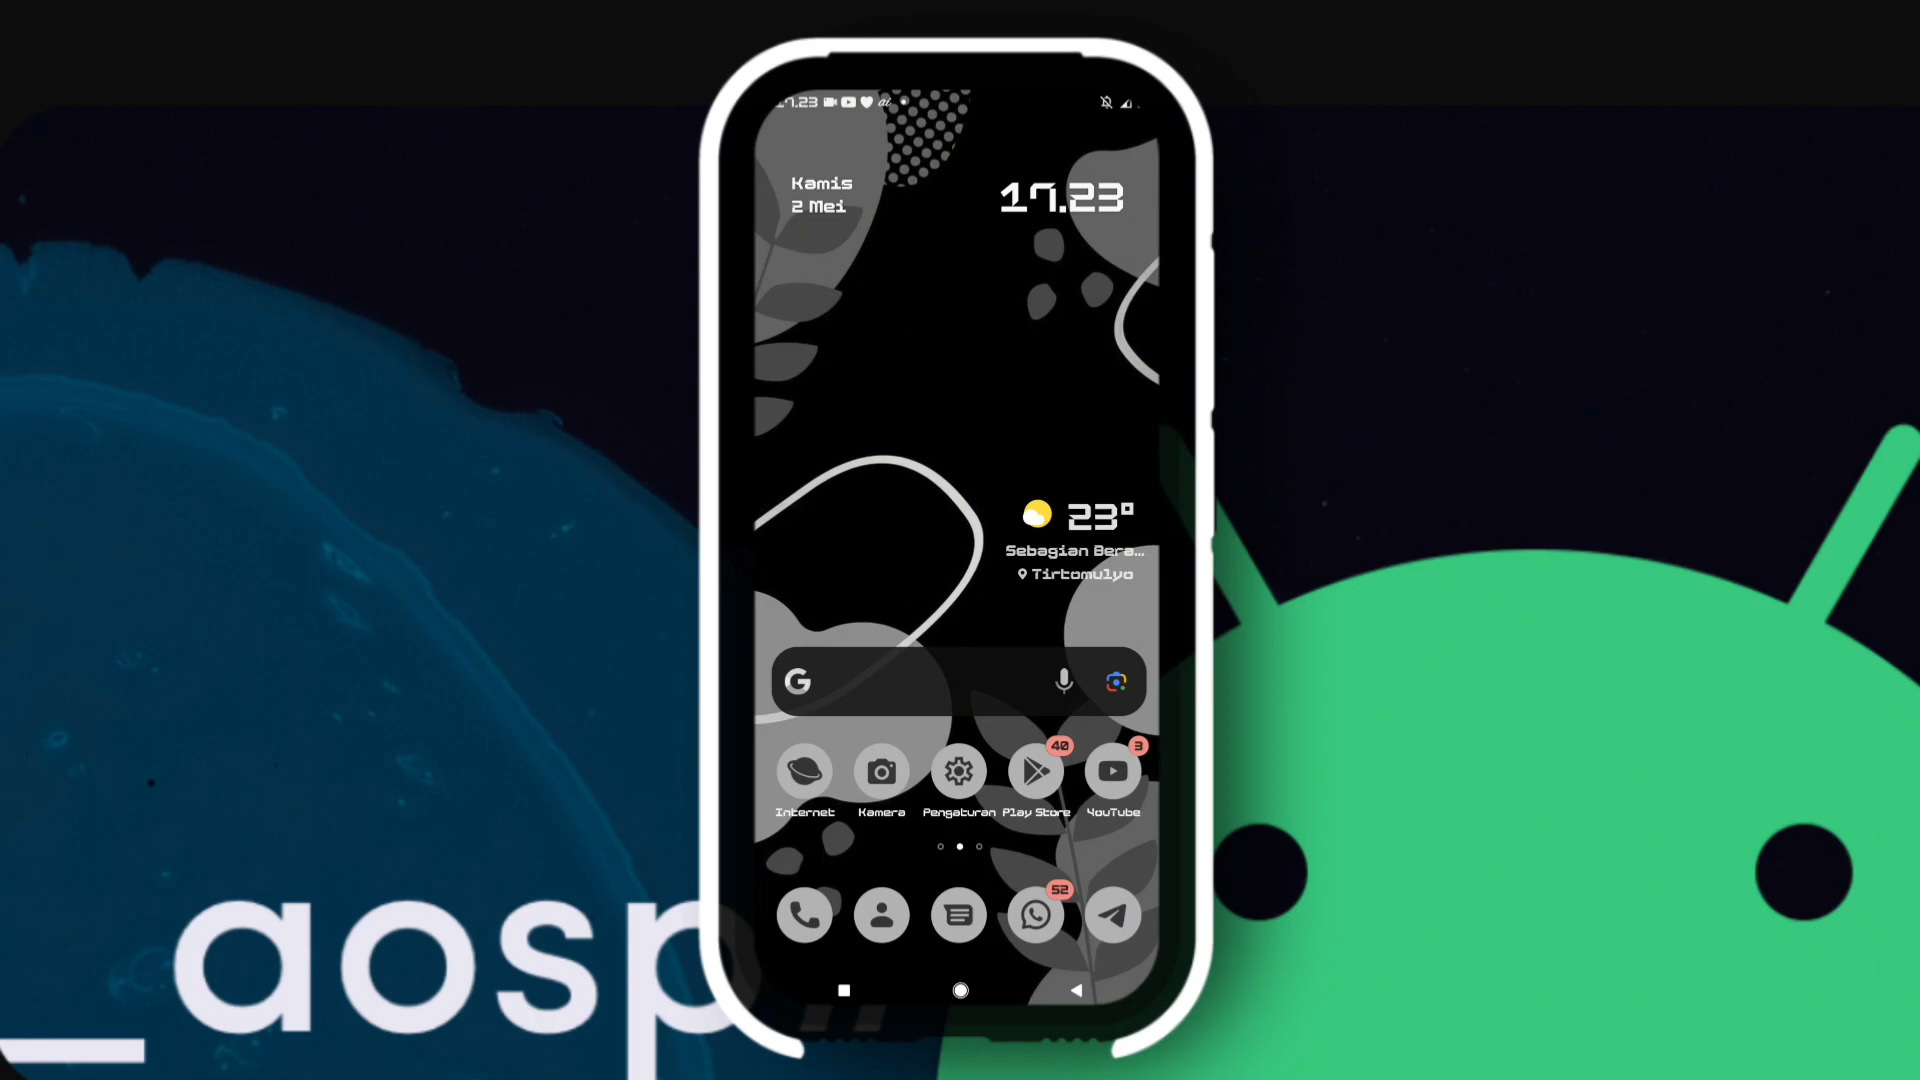 17.23
Kamis
2 Mei
17.23
23°
Sebagian Bera...
Tirtomulyo
G
40
3
Internet
Kamera
Pengaturan
Play Store
YouTube
52
_aosp